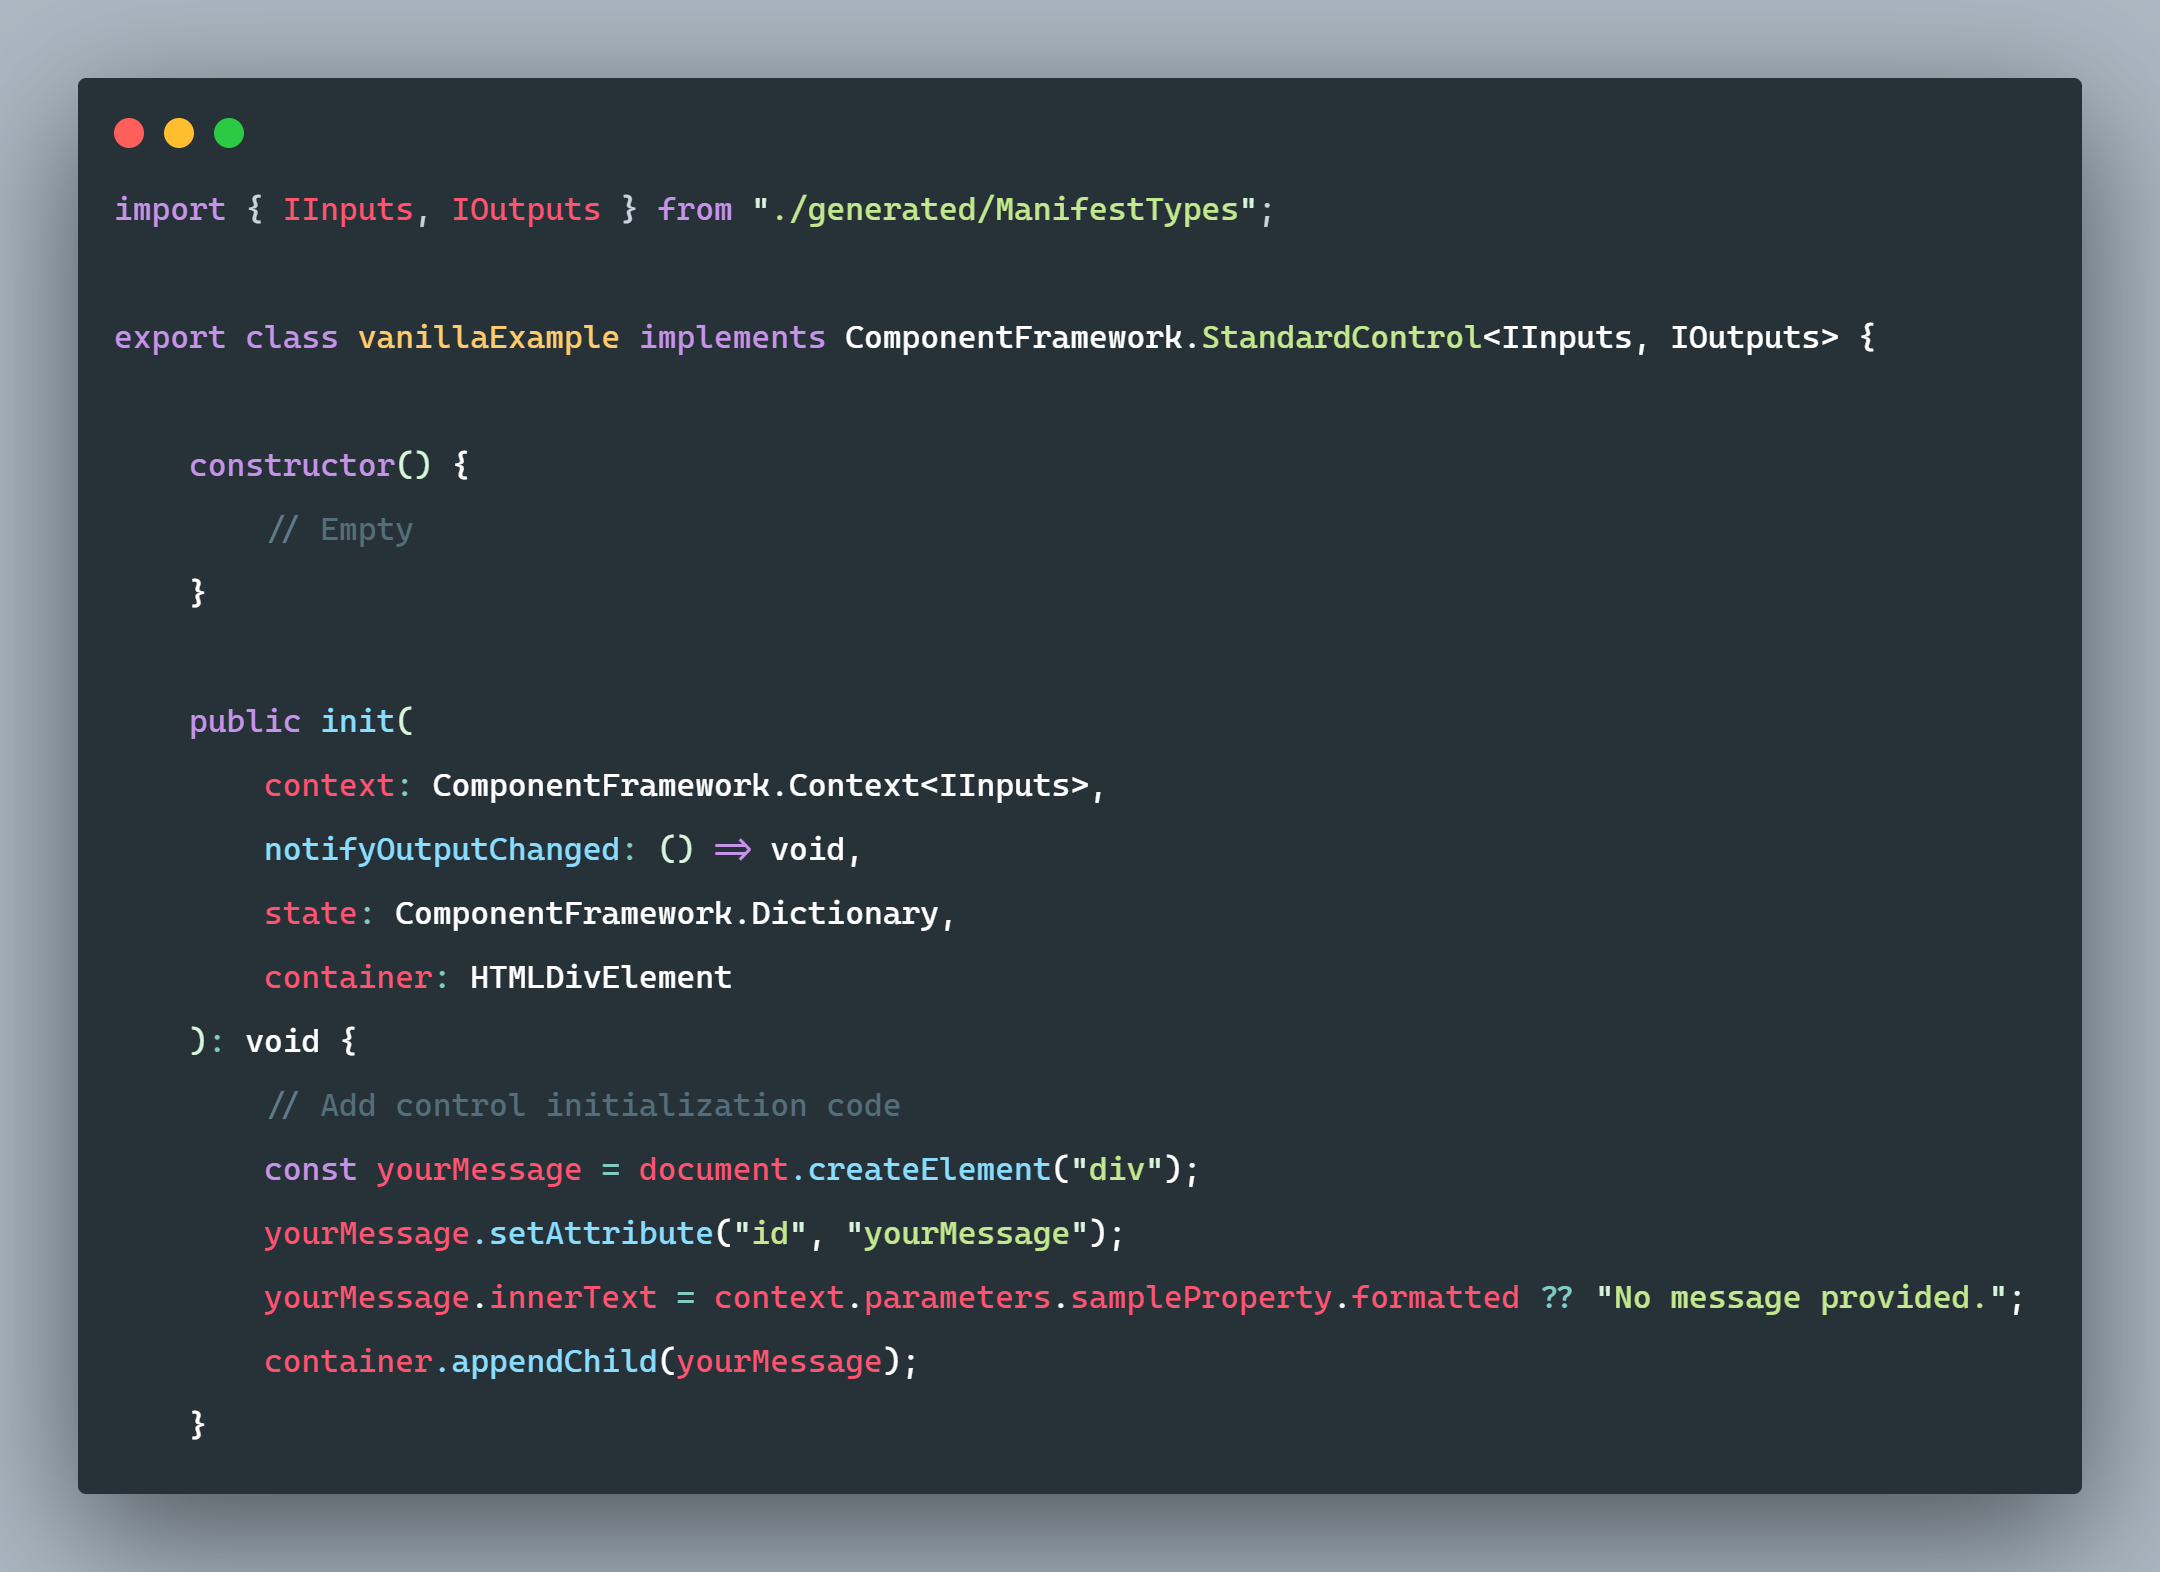 import { IInputs, IOutputs } from "./generated/ManifestTypes";
export class vanillaExample implements ComponentFramework.StandardControl<IInputs, IOutputs> {
constructor() {
// Empty
}
public init(
context: ComponentFramework.Context<IInputs>,
notifyOutputChanged: () => void,
state: ComponentFramework.Dictionary,
container: HTMLDivElement
): void {
// Add control initialization code
const yourMessage = document.createElement("div");
yourMessage.setAttribute("id", "yourMessage");
yourMessage.innerText = context.parameters.sampleProperty.formatted ?? "No message provided.";
container.appendChild(yourMessage);
}